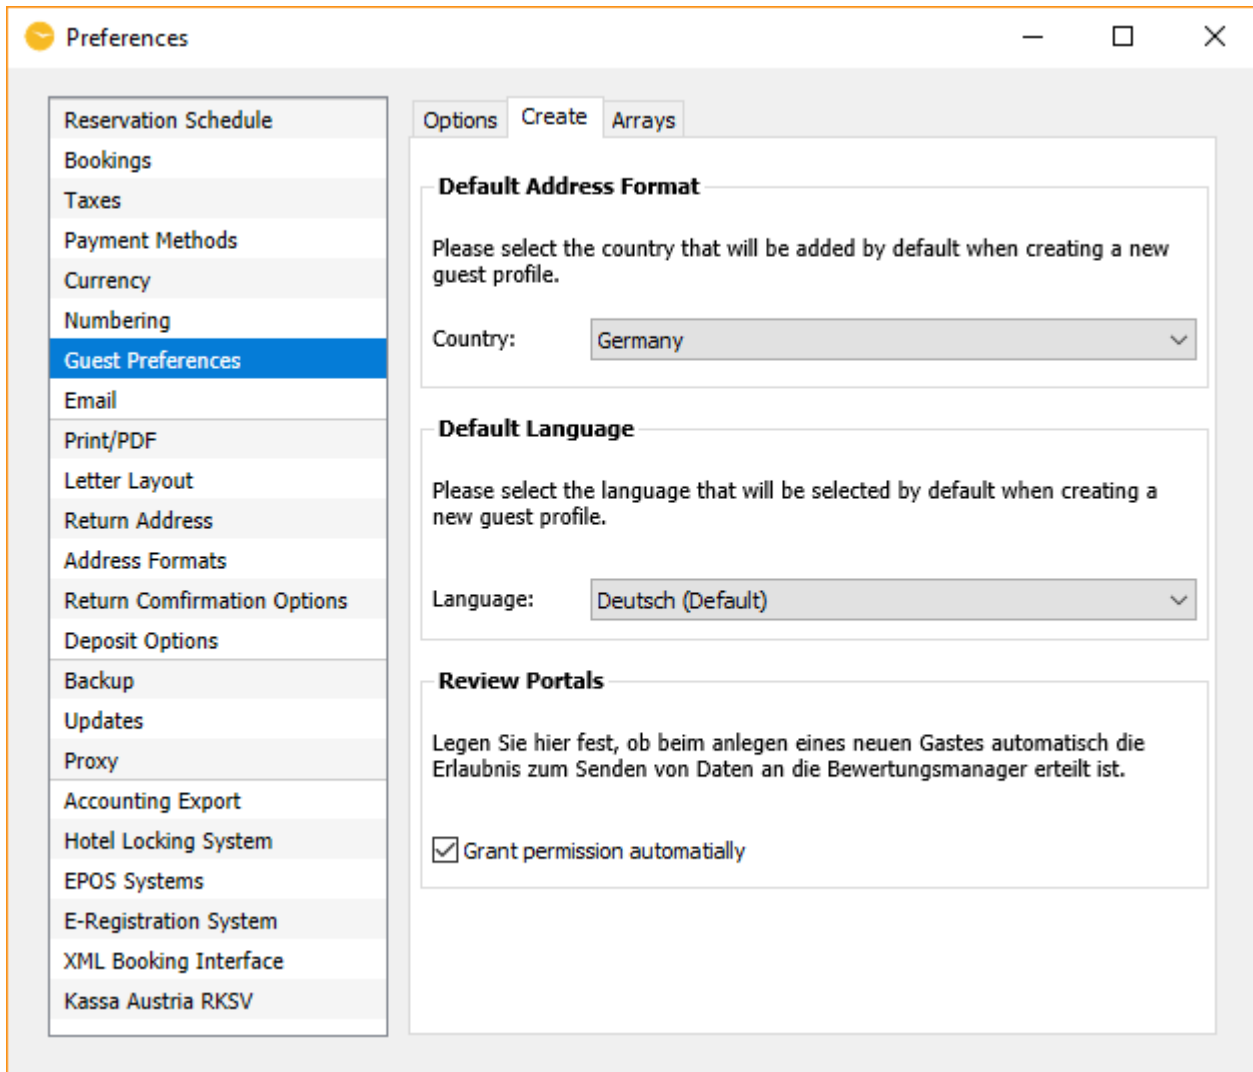 Preferences
Reservation Schedule
Bookings
Taxes
Payment Methods
Currency
Numbering
Guest Preferences
Email
Print/PDF
Letter Layout
Return Address
Address Formats
Return Comfirmation Options
Deposit Options
Backup
Updates
Proxy
Accounting Export
Hotel Locking System
EPOS Systems
E-Registration System
XML Booking Interface
Kassa Austria RKSV
Options Create Arrays
Default Address Format
Please select the country that will be added by default when creating a new
guest profile.
Country: Germany
Default Language
Please select the language that will be selected by default when creating a
new guest profile.
Language: Deutsch (Default)
Review Portals
Legen Sie hier fest, ob beim anlegen eines neuen Gastes automatisch die
Erlaubnis zum Senden von Daten an die Bewertungsmanager erteilt ist.
Grant permission automatially